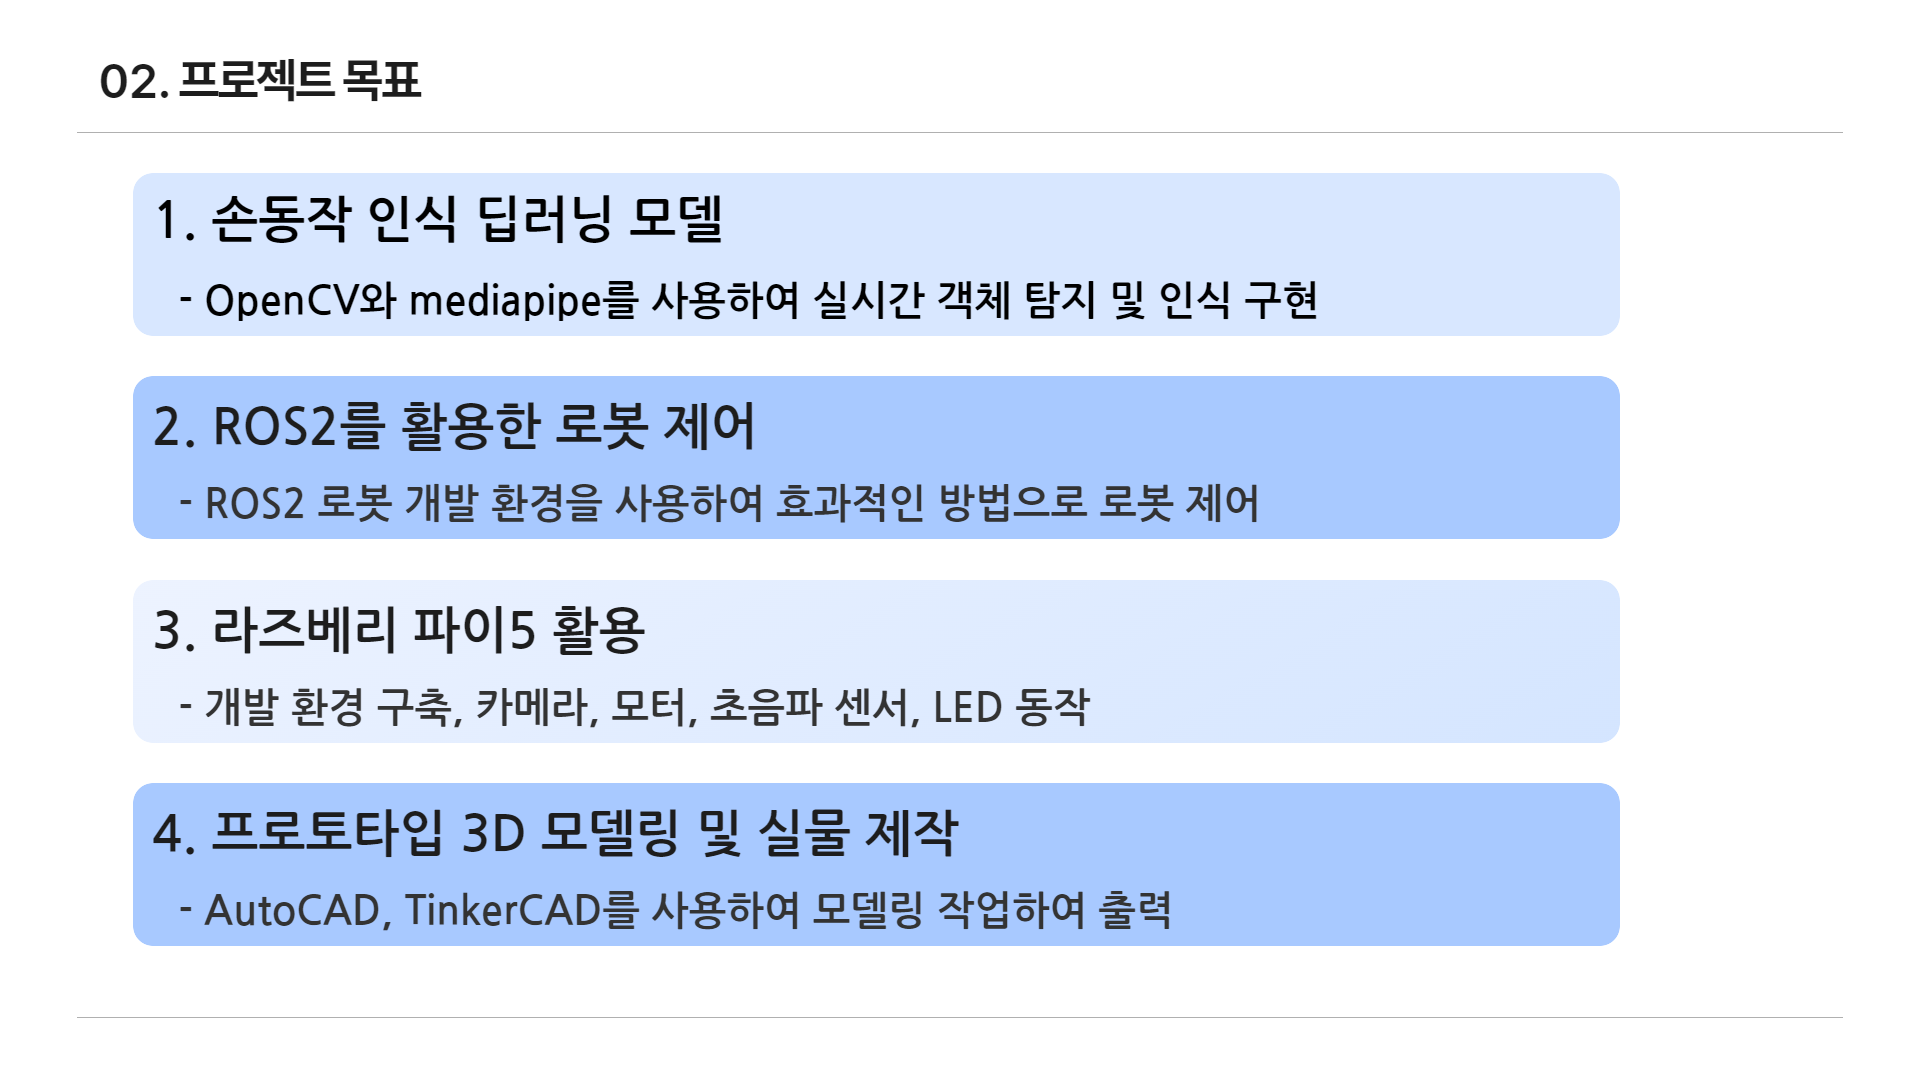 02. 프로젝트 목표
1. 손동작 인식 딥러닝 모델
- OpenCV와 mediapipe를 사용하여 실시간 객체 탐지 및 인식 구현
2. ROS2를 활용한 로봇 제어
- ROS2 로봇 개발 환경을 사용하여 효과적인 방법으로 로봇 제어
3. 라즈베리 파이5 활용
- 개발 환경 구축, 카메라, 모터, 초음파 센서, LED 동작
4. 프로토타입 3D 모델링 및 실물 제작
- AutoCAD, TinkerCAD를 사용하여 모델링 작업하여 출력